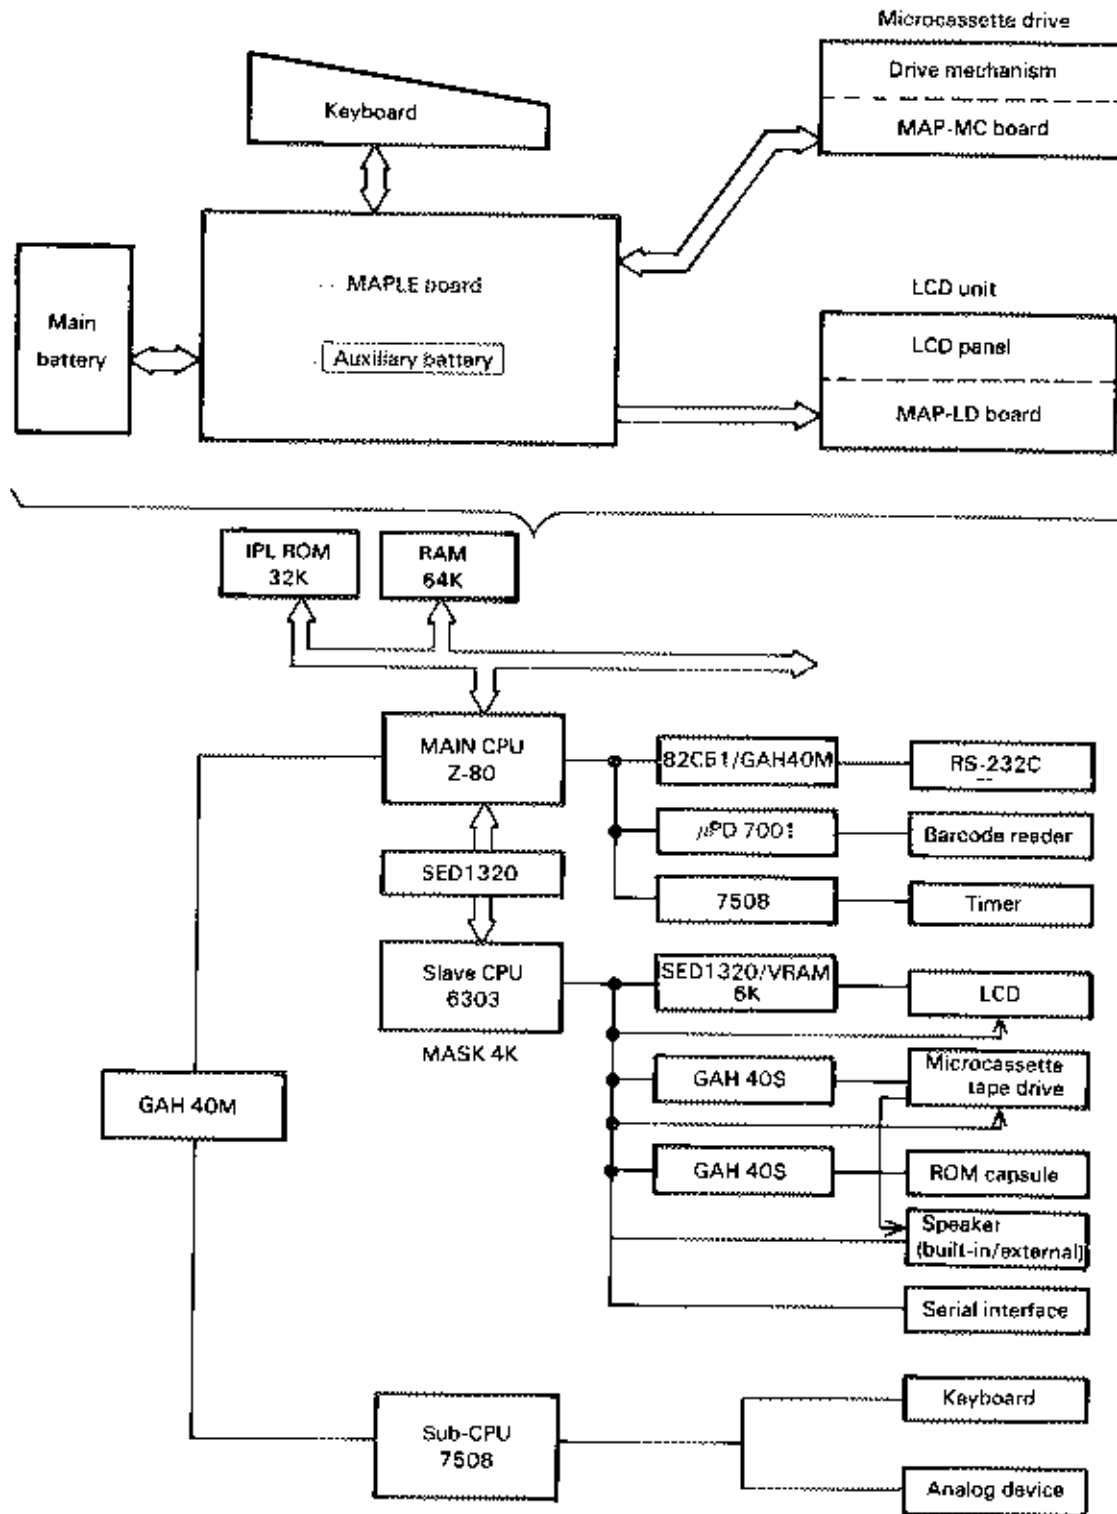 Microcassette drive
Drive mechanism
MAP-MC board
Keyboard
MAPLE board
Auxiliary battery
Main
battery
LCD unit
LCD panel
MAP-LD board
IPL ROM
32K
RAM
64K
MAIN CPU
Z-80
82C51/GAH40M
RS-232C
μPD 7001
Barcode reader
SED1320
7508
Timer
Slave CPU
6303
MASK 4K
SED1320/VRAM
6K
LCD
GAH 40S
Microcassette
tape drive
GAH 40M
GAH 40S
ROM capsule
Speaker
(built-in/external)
Serial interface
Sub-CPU
7508
Keyboard
Analog device